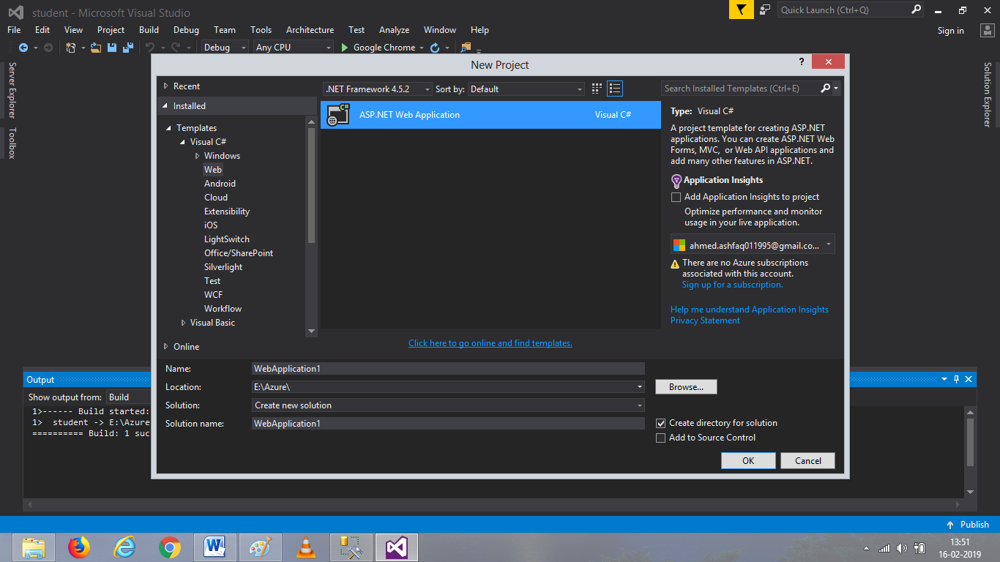 student - Microsoft Visual Studio
Quick Launch (Ctrl+Q)
File Edit View Project Build Debug Team Tools Architecture Test Analyze Window Help
Sign in
Debug Any CPU Google Chrome
Server Explorer
Toolbox
Solution Explorer
New Project
?
Recent
Installed
Templates
Visual C#
Windows
Web
Android
Cloud
Extensibility
iOS
LightSwitch
Office/SharePoint
Silverlight
Test
WCF
Workflow
Visual Basic
Online
.NET Framework 4.5.2 Sort by: Default
Search Installed Templates (Ctrl+E)
C# ASP.NET Web Application Visual C#
Click here to go online and find templates.
Type: Visual C#
A project template for creating ASP.NET
applications. You can create ASP.NET Web
Forms, MVC, or Web API applications and
add many other features in ASP.NET.
Application Insights
Add Application Insights to project
Optimize performance and monitor
usage in your live application.
ahmed.ashfaq011995@gmail.co...
There are no Azure subscriptions
associated with this account.
Sign up for a subscription.
Help me understand Application Insights
Privacy Statement
Name: WebApplication1
Location: E:\Azure\ Browse...
Solution: Create new solution
Solution name: WebApplication1
Create directory for solution
Add to Source Control
OK Cancel
Output
Show output from: Build
1>------ Build started:
1> student -> E:\Azure
========== Build: 1 suc
Publish
13:51
16-02-2019